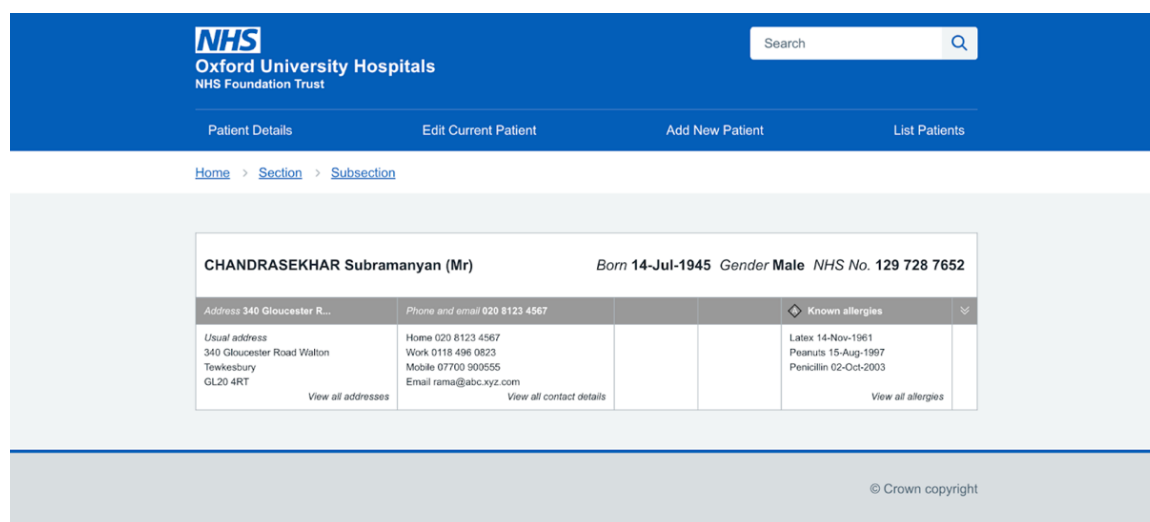 NHS
Oxford University Hospitals
NHS Foundation Trust
Search
Patient Details Edit Current Patient Add New Patient List Patients
Home > Section > Subsection
CHANDRASEKHAR Subramanyan (Mr) Born 14-Jul-1945 Gender Male NHS No. 129 728 7652
Address 340 Gloucester R... Phone and email 020 8123 4567 Known allergies
Usual address
340 Gloucester Road Walton
Tewkesbury
GL20 4RT
View all addresses
Home 020 8123 4567
Work 0118 496 0823
Mobile 07700 900555
Email rama@abc.xyz.com
View all contact details
Latex 14-Nov-1961
Peanuts 15-Aug-1997
Penicillin 02-Oct-2003
View all allergies
© Crown copyright